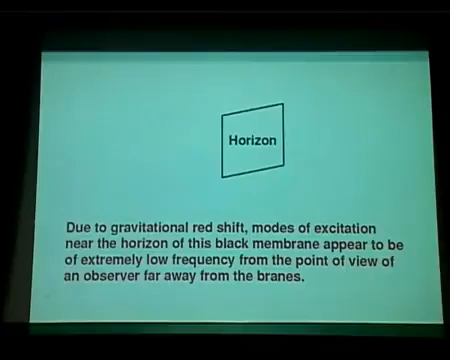 Horizon
Due to gravitational red shift, modes of excitation
near the horizon of this black membrane appear to be
of extremely low frequency from the point of view of
an observer far away from the branes.